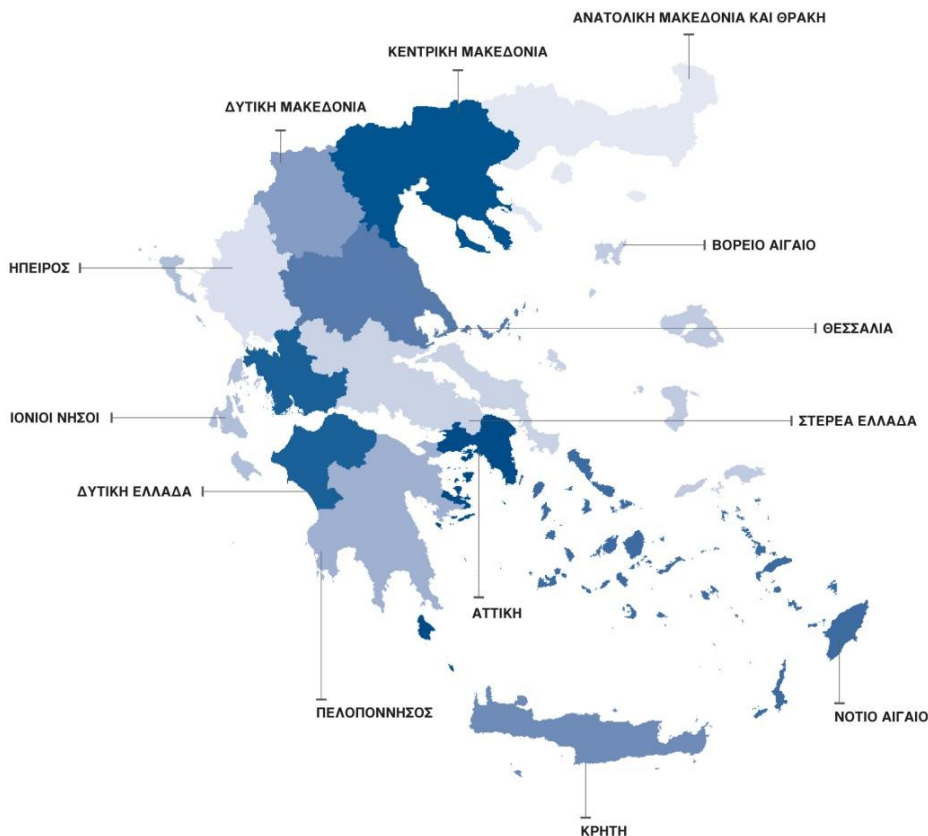 ΑΝΑΤΟΛΙΚΗ ΜΑΚΕΔΟΝΙΑ ΚΑΙ ΘΡΑΚΗ
ΚΕΝΤΡΙΚΗ ΜΑΚΕΔΟΝΙΑ
ΔΥΤΙΚΗ ΜΑΚΕΔΟΝΙΑ
ΒΟΡΕΙΟ ΑΙΓΑΙΟ
ΗΠΕΙΡΟΣ
ΘΕΣΣΑΛΙΑ
ΙΟΝΙΟΙ ΝΗΣΟΙ
ΣΤΕΡΕΑ ΕΛΛΑΔΑ
ΔΥΤΙΚΗ ΕΛΛΑΔΑ
ΑΤΤΙΚΗ
ΠΕΛΟΠΟΝΝΗΣΟΣ
ΝΟΤΙΟ ΑΙΓΑΙΟ
ΚΡΗΤΗ